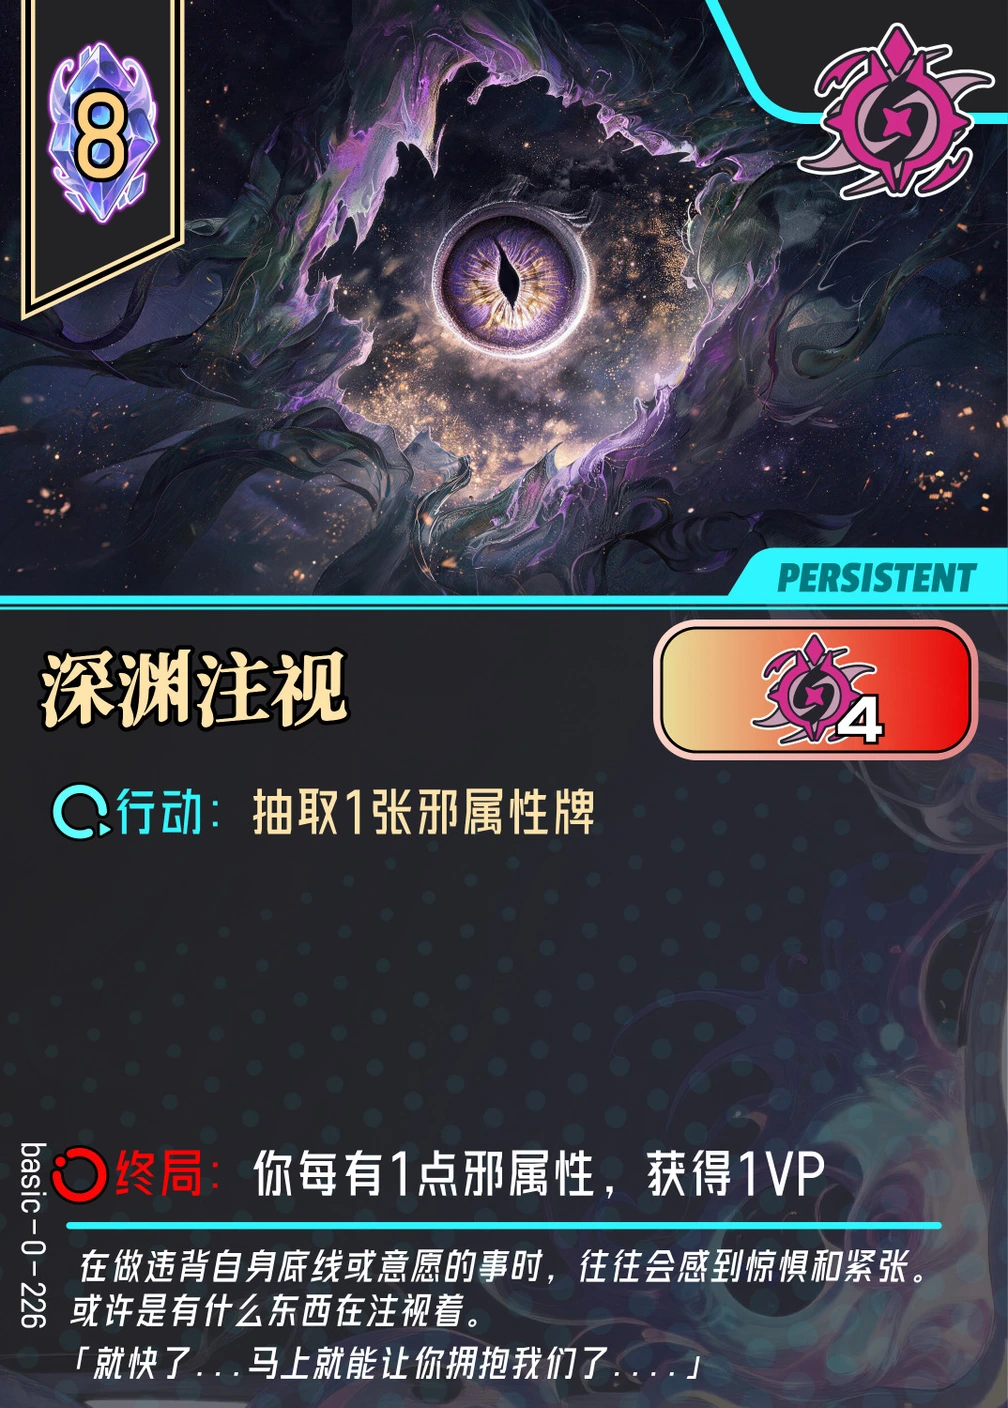 8
PERSISTENT
深渊注视
4
行动：抽取1张邪属性牌
终局：你每有1点邪属性，获得1VP
在做违背自身底线或意愿的事时，往往会感到惊惧和紧张。
或许是有什么东西在注视着。
「就快了...马上就能让你拥抱我们了....」
basic-0-226